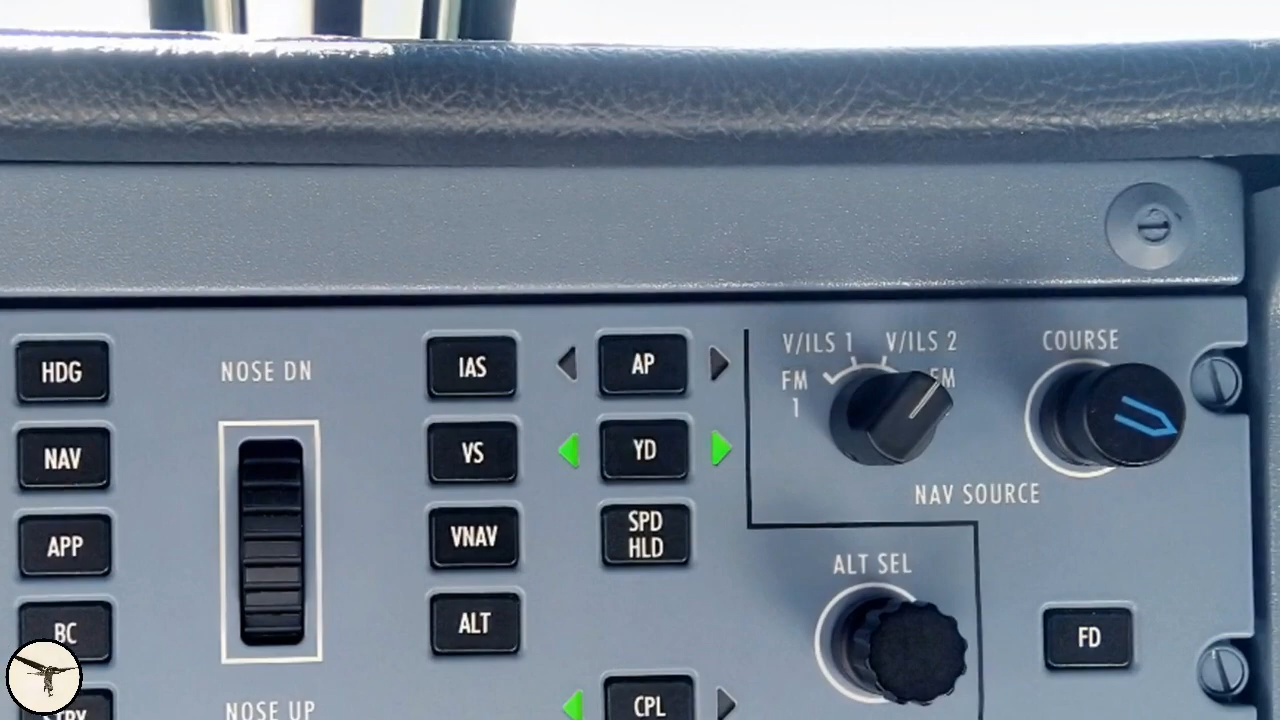 HDG
NAV
APP
BC
NOSE DN
NOSE UP
IAS
VS
VNAV
ALT
AP
YD
SPD
HLD
CPL
V/ILS 1
V/ILS 2
FM
1
FM
NAV SOURCE
COURSE
ALT SEL
FD